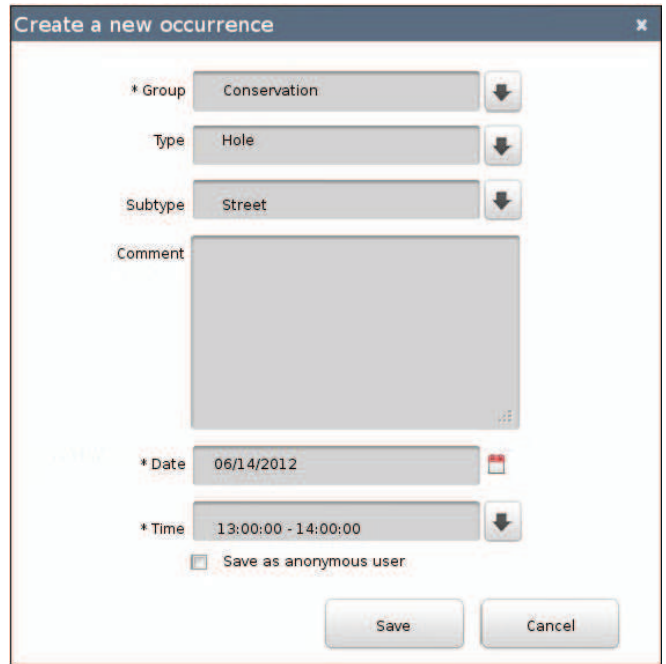 Create a new occurrence x
* Group Conservation
Type Hole
Subtype Street
Comment
* Date 06/14/2012
* Time 13:00:00 - 14:00:00
Save as anonymous user
Save Cancel